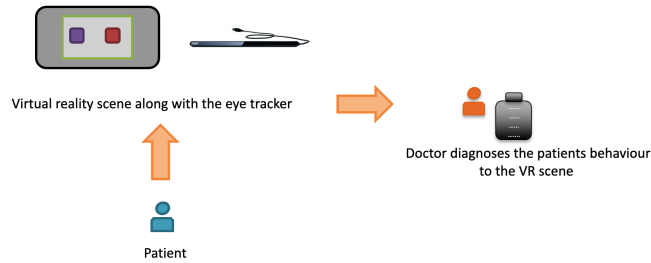 Virtual reality scene along with the eye tracker
Doctor diagnoses the patients behaviour
to the VR scene
Patient